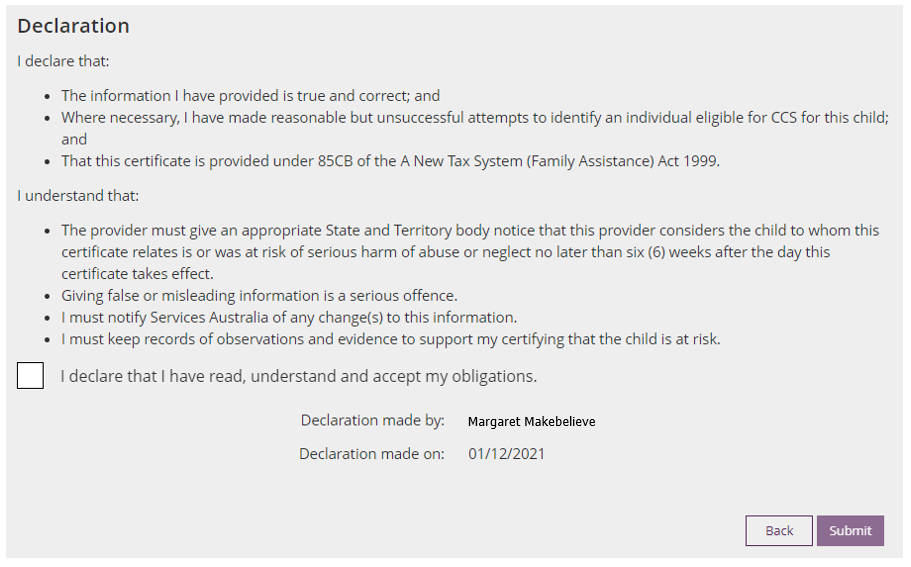 Declaration
I declare that:
• The information I have provided is true and correct; and
• Where necessary, I have made reasonable but unsuccessful attempts to identify an individual eligible for CCS for this child;
and
• That this certificate is provided under 85CB of the A New Tax System (Family Assistance) Act 1999.
I understand that:
• The provider must give an appropriate State and Territory body notice that this provider considers the child to whom this
certificate relates is or was at risk of serious harm of abuse or neglect no later than six (6) weeks after the day this
certificate takes effect.
• Giving false or misleading information is a serious offence.
• I must notify Services Australia of any change(s) to this information.
• I must keep records of observations and evidence to support my certifying that the child is at risk.
I declare that I have read, understand and accept my obligations.
Declaration made by: Margaret Makebelieve
Declaration made on: 01/12/2021
Back Submit